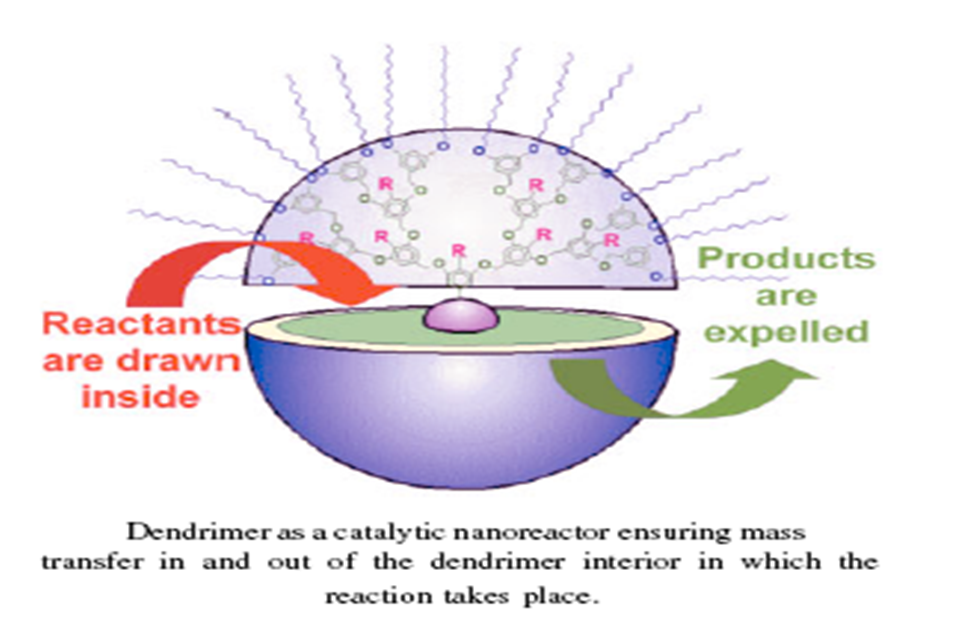 R
R
R
R
R
R
R
Reactants
are drawn
inside
Products
are
expelled
Dendrimer as a catalytic nanoreactor ensuring mass
transfer in and out of the dendrimer interior in which the
reaction takes place.